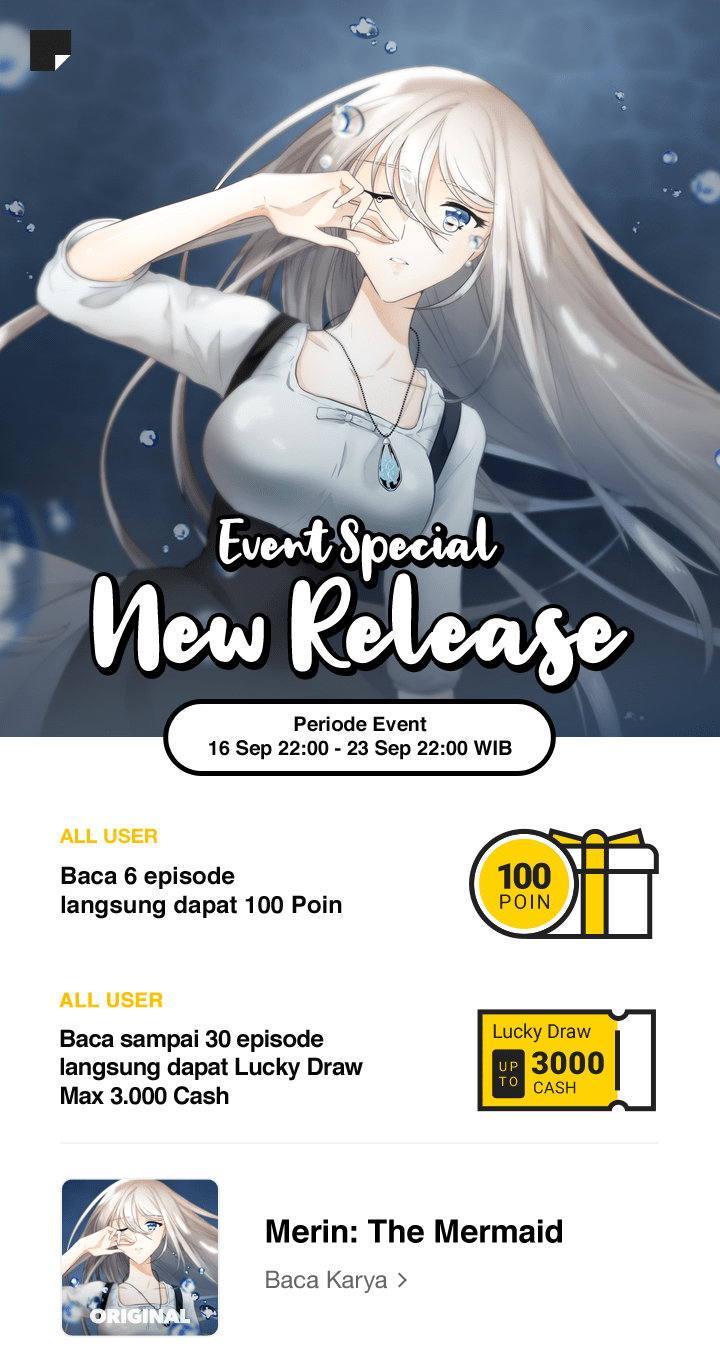 Event Special
New Release
Periode Event
16 Sep 22:00 - 23 Sep 22:00 WIB
ALL USER
Baca 6 episode
langsung dapat 100 Poin
100
POIN
ALL USER
Baca sampai 30 episode
langsung dapat Lucky Draw
Max 3.000 Cash
Lucky Draw
UP TO
3000
CASH
ORIGINAL
Merin: The Mermaid
Baca Karya >